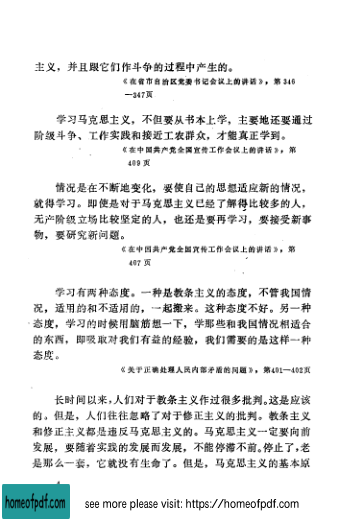 主义，并且跟它们作斗争的过程中产生的。
《在省市自治区党委书记会议上的讲话》，第346
—347页
学习马克思主义，不但要从书本上学，主要地还要通过
阶级斗争、工作实践和接近工农群众，才能真正学到。
《在中国共产党全国宣传工作会议上的讲话》，第
409页
情况是在不断地变化，要使自己的思想适应新的情况，
就得学习。即使是对于马克思主义已经了解得比较多的人，
无产阶级立场比较坚定的人，也还是要再学习，要接受新事
物，要研究新问题。
《在中国共产党全国宣传工作会议上的讲话》，第
407页
学习有两种态度。一种是教条主义的态度，不管我国情
况，适用的和不适用的，一起搬来。这种态度不好。另一种
态度，学习的时候用脑筋想一下，学那些和我国情况相适合
的东西，即吸取对我们有益的经验，我们需要的是这样一种
态度。
《关于正确处理人民内部矛盾的问题》，第401—402页
长时间以来，人们对于教条主义作过很多批判。这是应该
的。但是，人们往往忽略了对于修正主义的批判。教条主义
和修正主义都是违反马克思主义的。马克思主义一定要向前
发展，要随着实践的发展而发展，不能停滞不前。停止了，老
是那么一套，它就没有生命了。但是，马克思主义的基本原
homeofpdf.com
see more please visit: https://homeofpdf.com